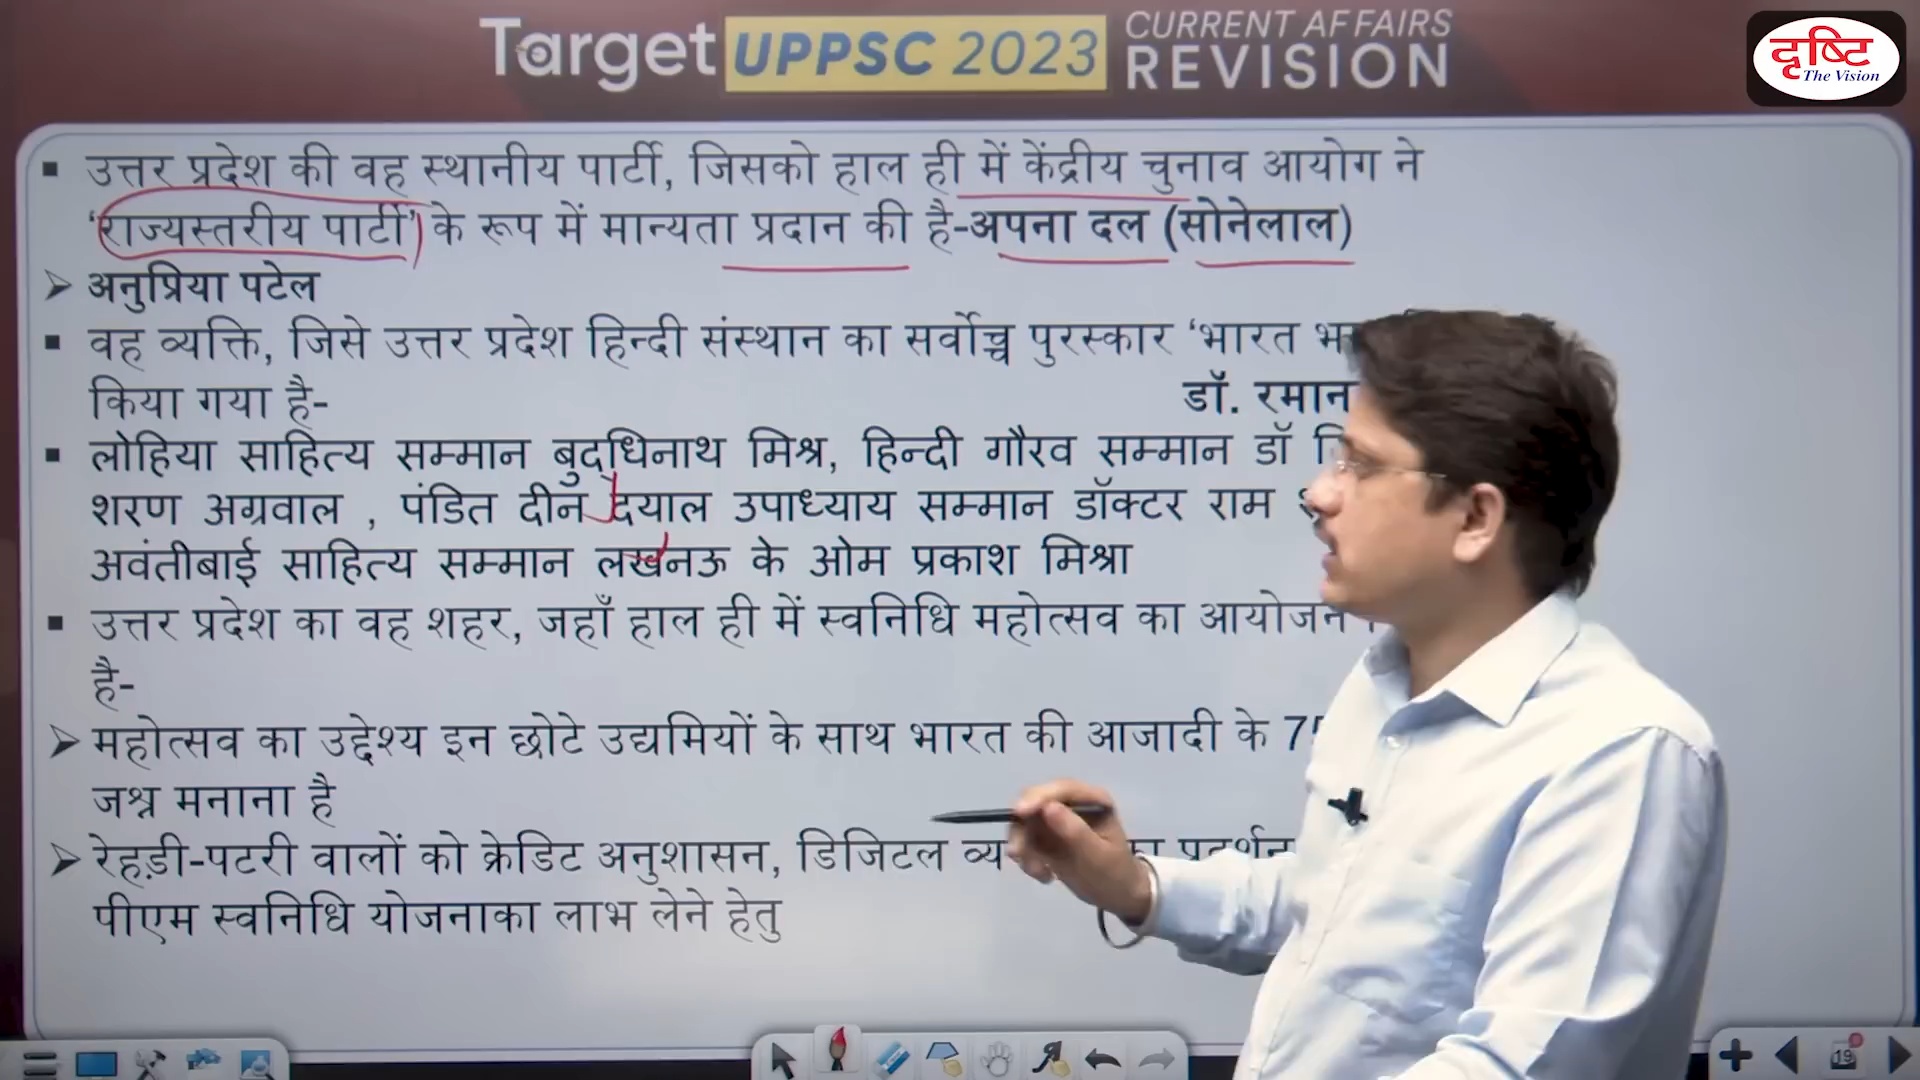 Target UPPSC 2023 CURRENT AFFAIRS REVISION
दृष्टि
The Vision
▪ उत्तर प्रदेश की वह स्थानीय पार्टी, जिसको हाल ही में केंद्रीय चुनाव आयोग ने
‘राज्यस्तरीय पार्टी’ के रूप में मान्यता प्रदान की है-अपना दल (सोनेलाल)
➢ अनुप्रिया पटेल
▪ वह व्यक्ति, जिसे उत्तर प्रदेश हिन्दी संस्थान का सर्वोच्च पुरस्कार ‘भारत
किया गया है- डॉ.
▪ लोहिया साहित्य सम्मान बुद्धिनाथ मिश्र, हिन्दी गौरव सम्मान डॉ
शरण अग्रवाल , पंडित दीन दयाल उपाध्याय सम्मान डॉक्टर राम
अवंतीबाई साहित्य सम्मान लखनऊ के ओम प्रकाश मिश्रा
▪ उत्तर प्रदेश का वह शहर, जहाँ हाल ही में स्वनिधि महोत्सव का आयोजन
है-
➢ महोत्सव का उद्देश्य इन छोटे उद्यमियों के साथ भारत की आजादी के
जश्न मनाना है
➢ रेहड़ी-पटरी वालों को क्रेडिट अनुशासन, डिजिटल
पीएम स्वनिधि योजनाका लाभ लेने हेतु
19